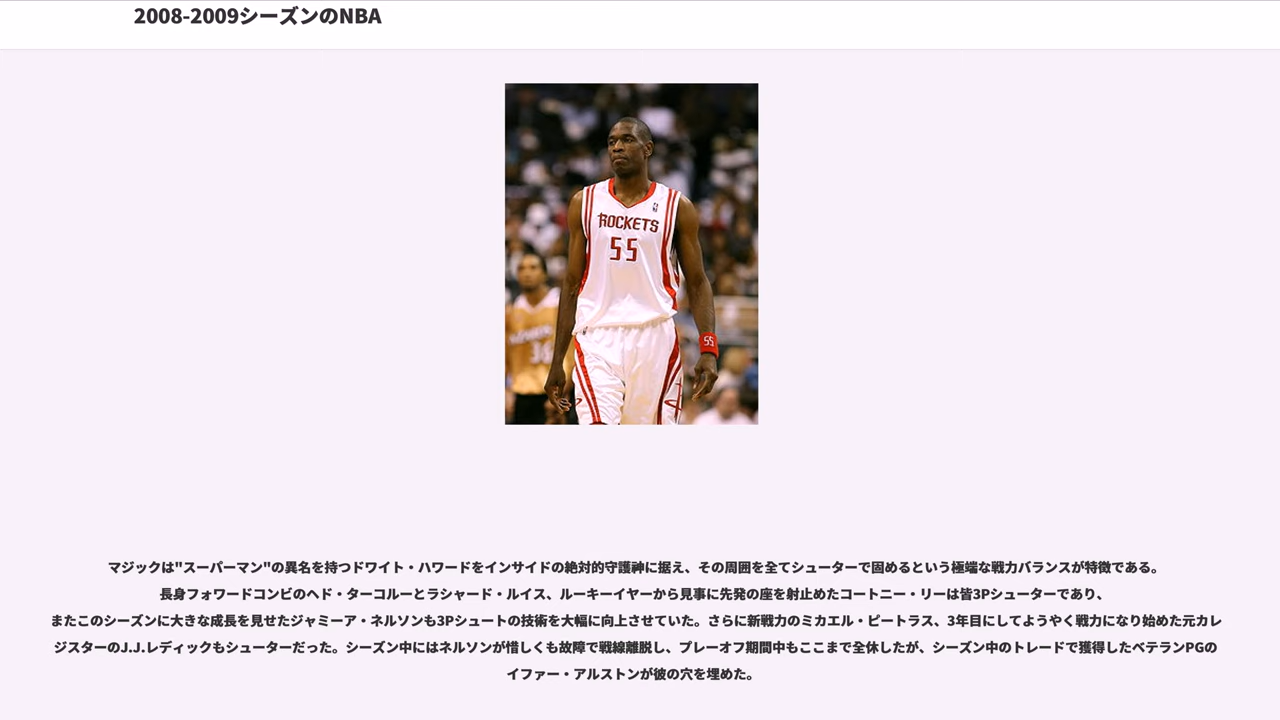 2008-2009シーズンのNBA
ROCKETS
55
55
マジックは"スーパーマン"の異名を持つドワイト・ハワードをインサイドの絶対的守護神に据え、その周囲を全てシューターで固めるという極端な戦力バランスが特徴である。
長身フォワードコンビのヘド・ターコルーとラシャード・ルイス、ルーキーイヤーから見事に先発の座を射止めたコートニー・リーは皆3Pシューターであり、
またこのシーズンに大きな成長を見せたジャミーア・ネルソンも3Pシュートの技術を大幅に向上させていた。さらに新戦力のミカエル・ピートラス、3年目にしてようやく戦力になり始めた元カレ
ジスターのJ.J.レディックもシューターだった。シーズン中にはネルソンが惜しくも故障で戦線離脱し、プレーオフ期間中もここまで全休したが、シーズン中のトレードで獲得したベテランPGの
イファー・アルストンが彼の穴を埋めた。